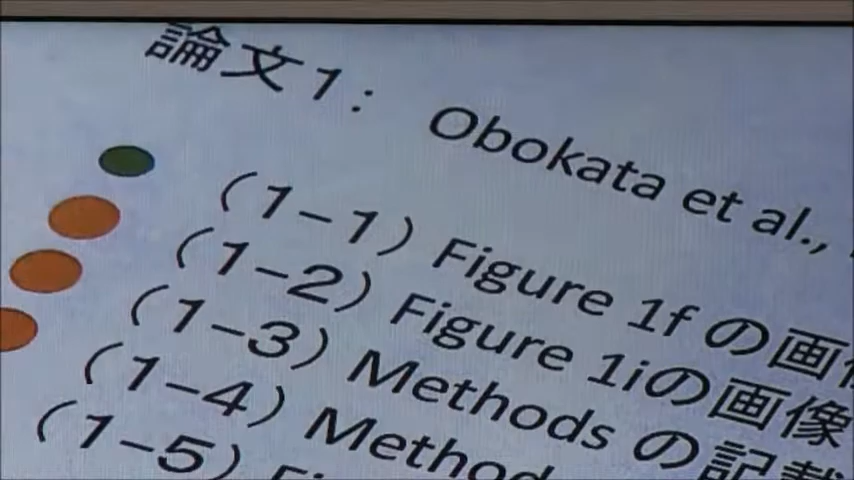 論文1: Obokata et al.,
(1-1) Figure 1f の画
(1-2) Figure 1iの画像
(1-3) Methods の記載
(1-4) Method
(1-5)